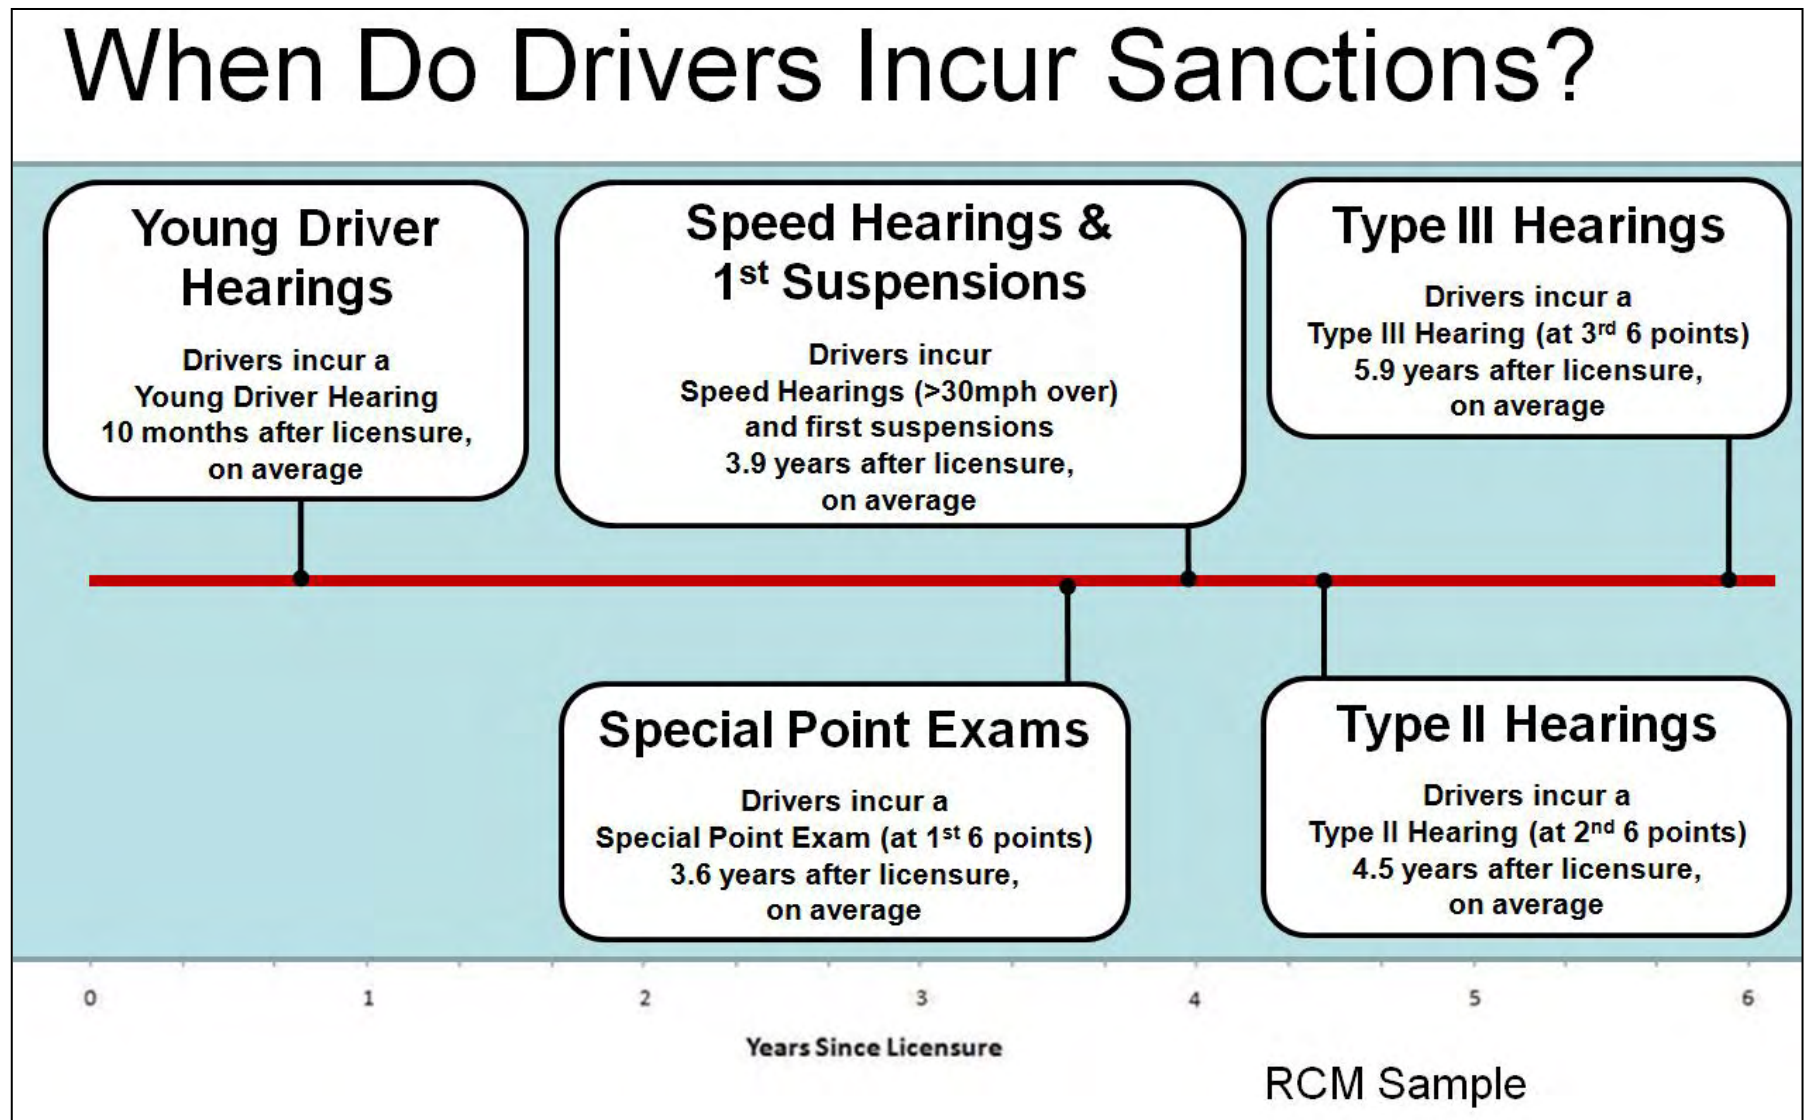 When Do Drivers Incur Sanctions?
Young Driver
Hearings
Drivers incur a
Young Driver Hearing
10 months after licensure,
on average
Speed Hearings &
1st Suspensions
Drivers incur
Speed Hearings (>30mph over)
and first suspensions
3.9 years after licensure,
on average
Type III Hearings
Drivers incur a
Type III Hearing (at 3rd 6 points)
5.9 years after licensure,
on average
Special Point Exams
Drivers incur a
Special Point Exam (at 1st 6 points)
3.6 years after licensure,
on average
Type II Hearings
Drivers incur a
Type II Hearing (at 2nd 6 points)
4.5 years after licensure,
on average
0 1 2 3 4 5 6
Years Since Licensure
RCM Sample